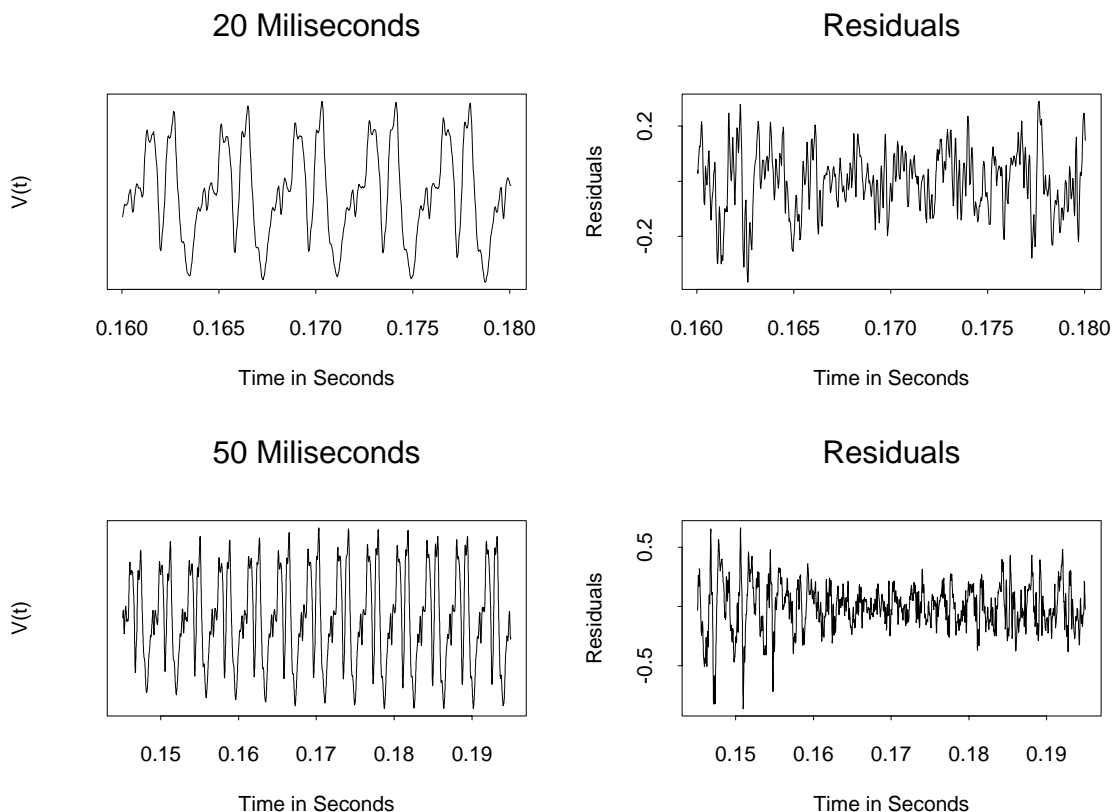 20 Miliseconds
V(t)
0.160 0.165 0.170 0.175 0.180
Time in Seconds
Residuals
Residuals
0.2
-0.2
0.160 0.165 0.170 0.175 0.180
Time in Seconds
50 Miliseconds
V(t)
0.15 0.16 0.17 0.18 0.19
Time in Seconds
Residuals
Residuals
0.5
-0.5
0.15 0.16 0.17 0.18 0.19
Time in Seconds